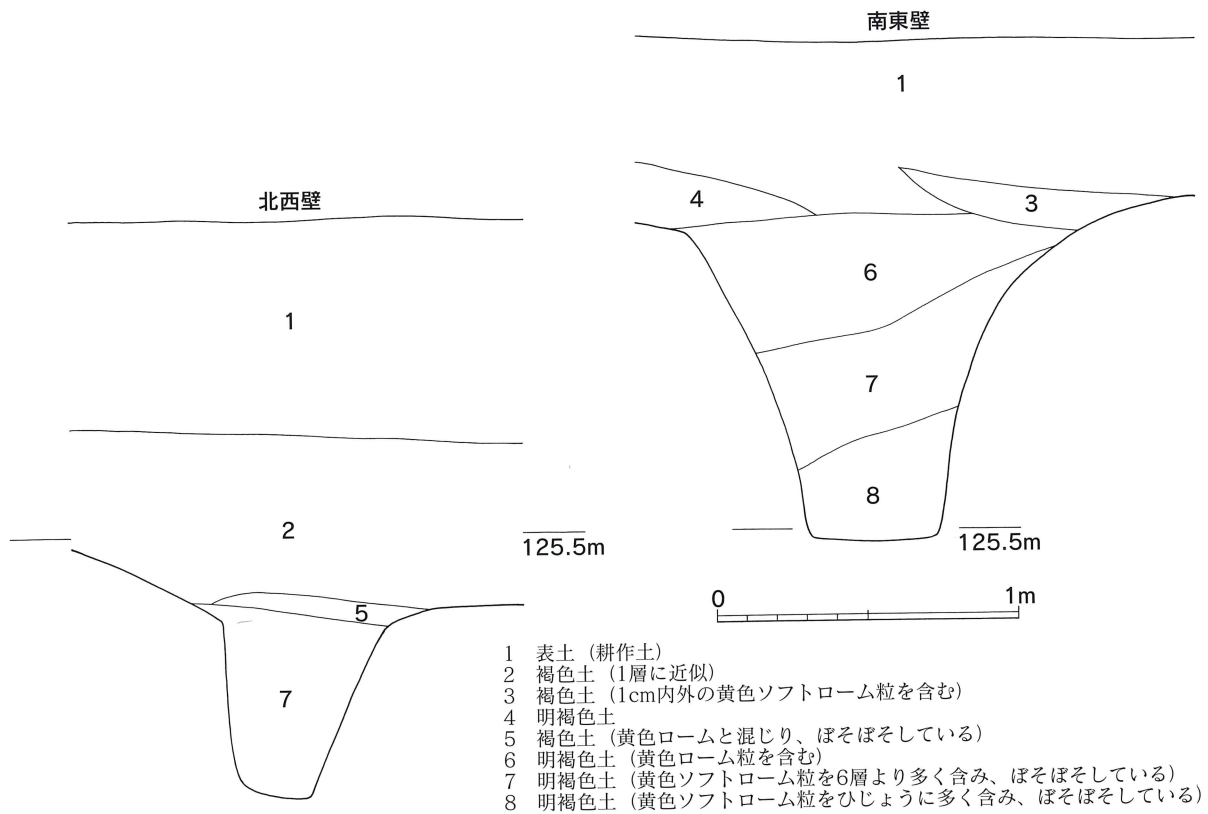 南東壁
1
4
3
6
7
8
125.5m
北西壁
1
2
125.5m
5
7
0 1m
1 表土（耕作土）
2 褐色土（1層に近似）
3 褐色土（1cm内外の黄色ソフトローム粒を含む）
4 明褐色土
5 褐色土（黄色ロームと混じり、ぼそぼそしている）
6 明褐色土（黄色ローム粒を含む）
7 明褐色土（黄色ソフトローム粒を6層より多く含み、ぼそぼそしている）
8 明褐色土（黄色ソフトローム粒をひじょうに多く含み、ぼそぼそしている）